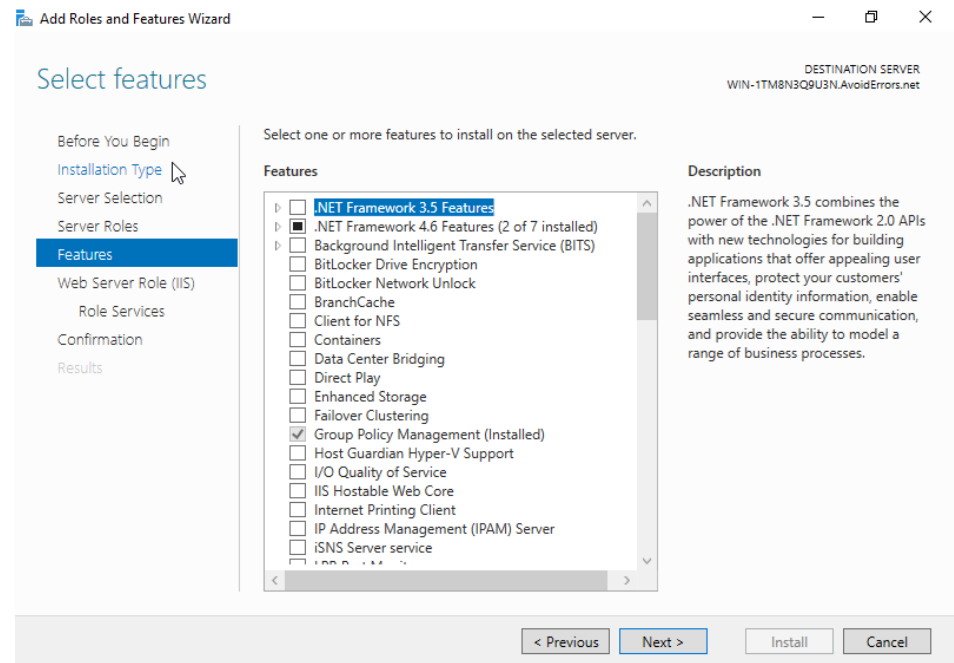 Add Roles and Features Wizard
Select features
DESTINATION SERVER
WIN-1TM8N3Q9U3N.AvoidErrors.net
Before You Begin
Installation Type
Server Selection
Server Roles
Features
Web Server Role (IIS)
Role Services
Confirmation
Results
Select one or more features to install on the selected server.
Features
.NET Framework 3.5 Features
.NET Framework 4.6 Features (2 of 7 installed)
Background Intelligent Transfer Service (BITS)
BitLocker Drive Encryption
BitLocker Network Unlock
BranchCache
Client for NFS
Containers
Data Center Bridging
Direct Play
Enhanced Storage
Failover Clustering
Group Policy Management (Installed)
Host Guardian Hyper-V Support
I/O Quality of Service
IIS Hostable Web Core
Internet Printing Client
IP Address Management (IPAM) Server
iSNS Server service
Description
.NET Framework 3.5 combines the
power of the .NET Framework 2.0 APIs
with new technologies for building
applications that offer appealing user
interfaces, protect your customers'
personal identity information, enable
seamless and secure communication,
and provide the ability to model a
range of business processes.
< Previous
Next >
Install
Cancel